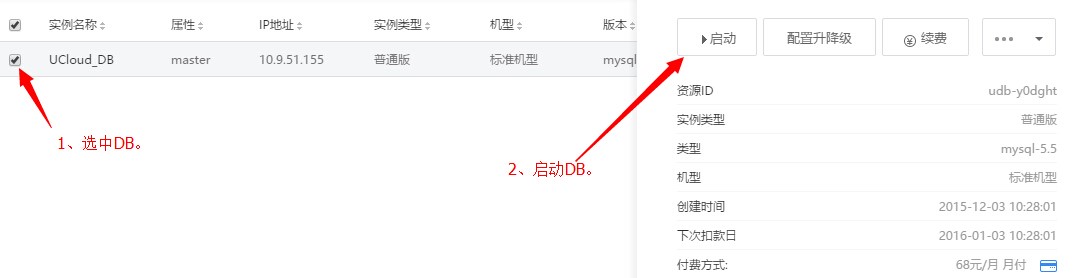 实例名称 属性 IP地址 实例类型 机型 版本
UCloud_DB master 10.9.51.155 普通版 标准机型 mysql
1、选中DB。
2、启动DB。
启动 配置升降级 续费
资源ID udb-y0dght
实例类型 普通版
类型 mysql-5.5
机型 标准机型
创建时间 2015-12-03 10:28:01
下次扣款日 2016-01-03 10:28:01
付费方式: 68元/月 月付